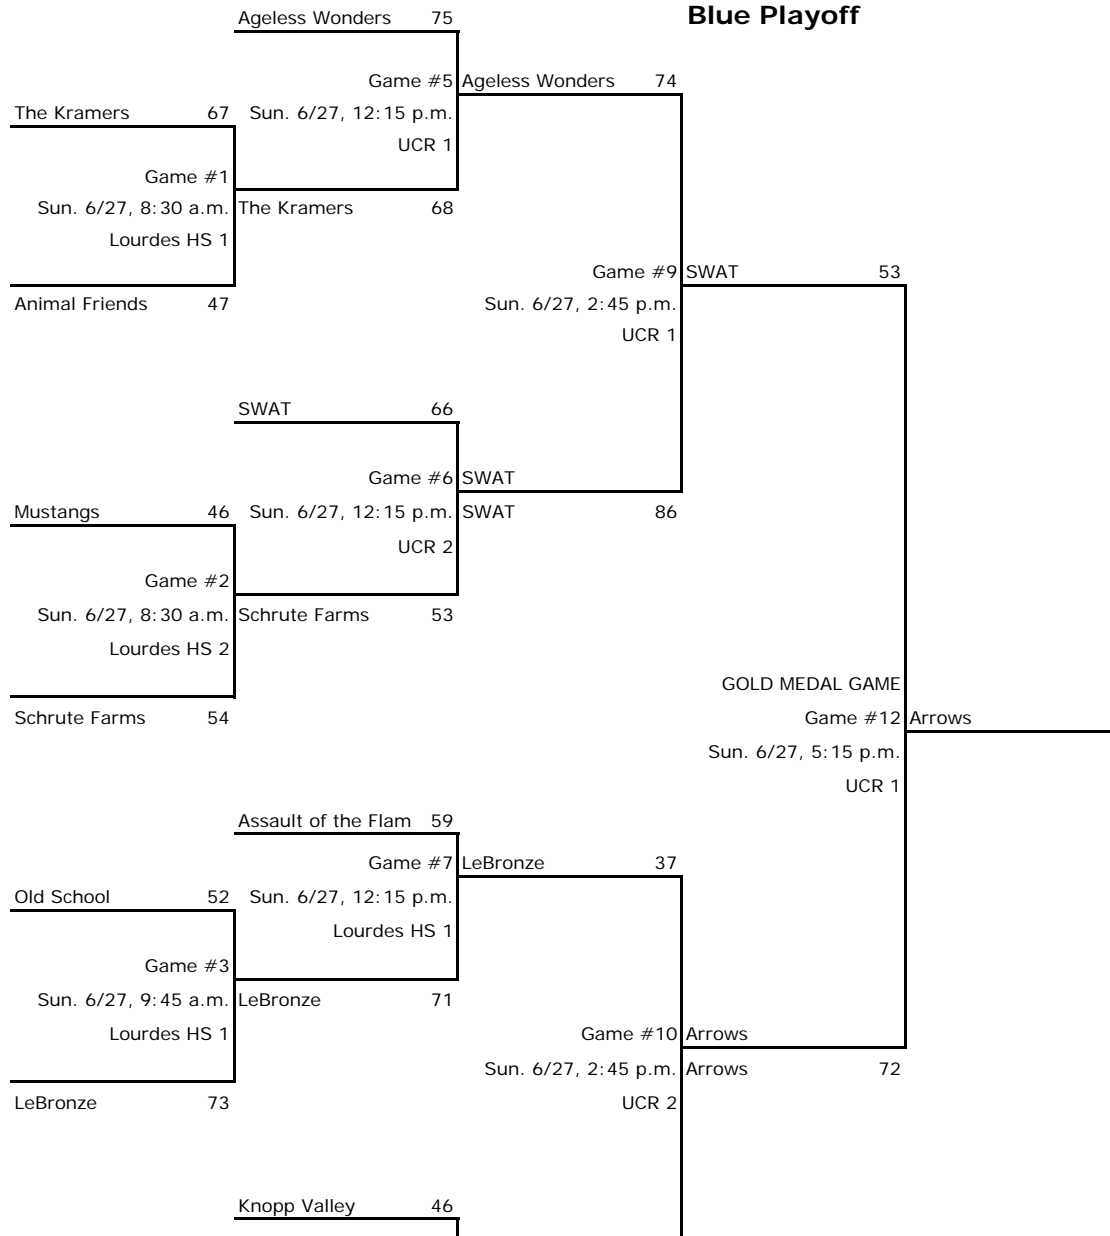 Blue Playoff
Ageless Wonders 75
Game #5 Ageless Wonders 74
The Kramers 67 Sun. 6/27, 12:15 p.m.
UCR 1
Game #1
Sun. 6/27, 8:30 a.m. The Kramers 68
Lourdes HS 1
Game #9 SWAT 53
Animal Friends 47 Sun. 6/27, 2:45 p.m.
UCR 1
SWAT 66
Game #6 SWAT
Mustangs 46 Sun. 6/27, 12:15 p.m. SWAT 86
UCR 2
Game #2
Sun. 6/27, 8:30 a.m. Schrute Farms 53
Lourdes HS 2
GOLD MEDAL GAME
Schrute Farms 54 Game #12 Arrows
Sun. 6/27, 5:15 p.m.
UCR 1
Assault of the Flam 59
Game #7 LeBronze 37
Old School 52 Sun. 6/27, 12:15 p.m.
Lourdes HS 1
Game #3
Sun. 6/27, 9:45 a.m. LeBronze 71
Lourdes HS 1 Game #10 Arrows
Sun. 6/27, 2:45 p.m. Arrows 72
LeBronze 73 UCR 2
Knopp Valley 46